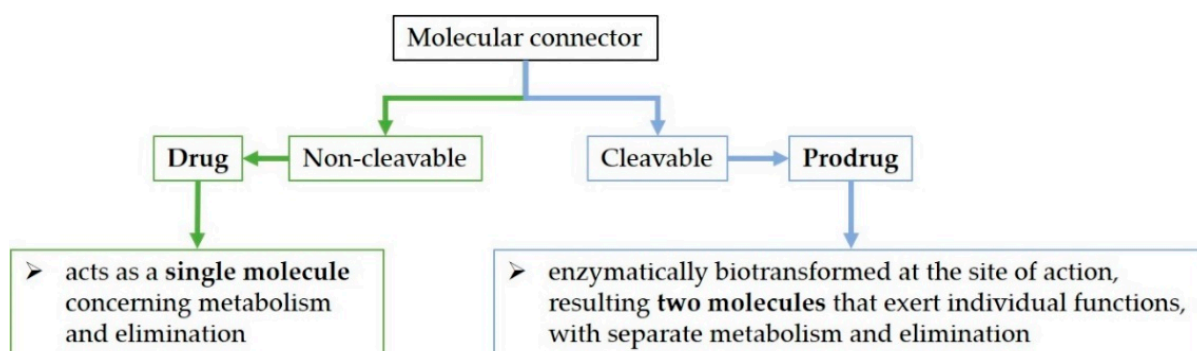 Molecular connector
Drug
Non-cleavable
Cleavable
Prodrug
➢ acts as a single molecule
concerning metabolism
and elimination
➢ enzymatically biotransformed at the site of action,
resulting two molecules that exert individual functions,
with separate metabolism and elimination